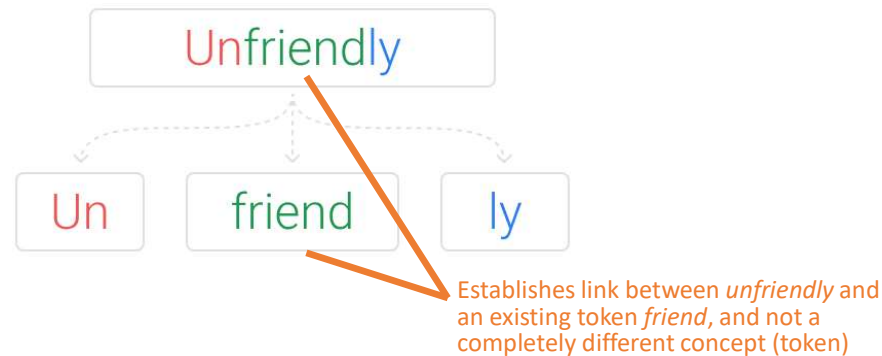 Unfriendly
Un
friend
ly
Establishes link between unfriendly and
an existing token friend, and not a
completely different concept (token)